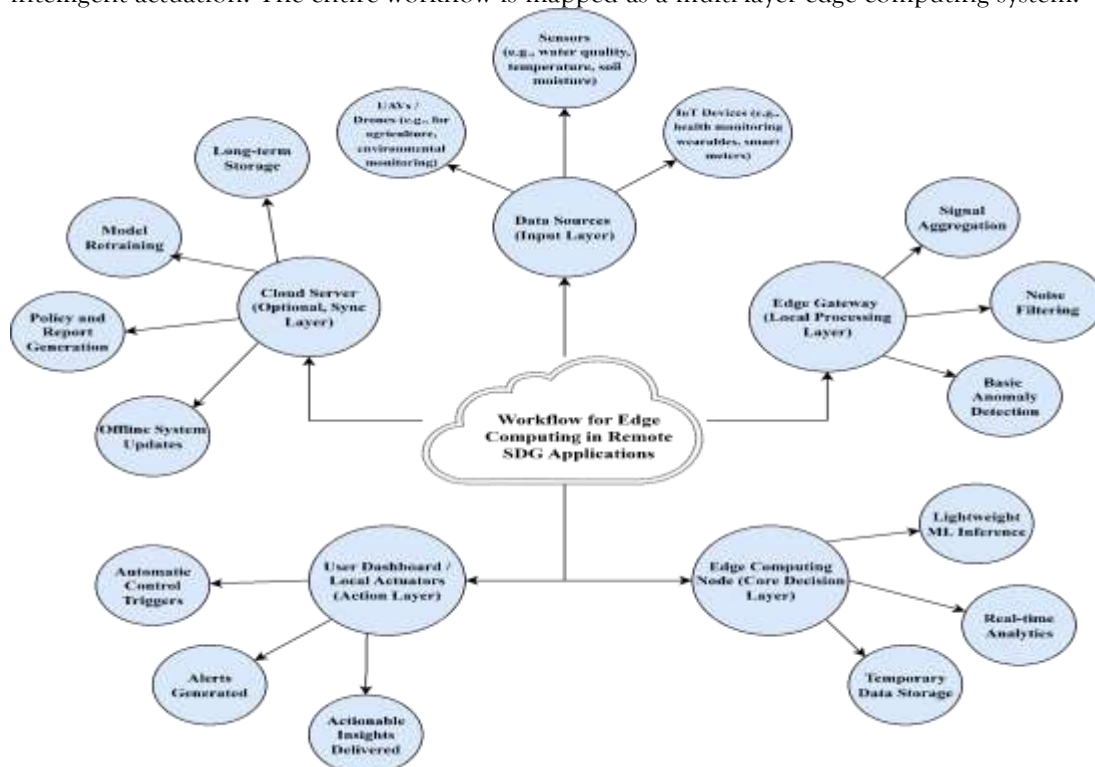 intelligent actuation. The entire workflow is mapped as a multi-layer edge computing system.
Sensors
(e.g., water quality,
temperature, soil
moisture)
UAVs /
Drones (e.g., for
agriculture,
environmental
monitoring)
IoT Devices (e.g.,
health monitoring
wearables, smart
meters)
Data Sources
(Input Layer)
Long-term
Storage
Model
Retraining
Policy and
Report
Generation
Offline System
Updates
Cloud Server
(Optional, Sync
Layer)
Signal
Aggregation
Noise
Filtering
Basic
Anomaly
Detection
Edge Gateway
(Local Processing
Layer)
Workflow for Edge
Computing in Remote
SDG Applications
User Dashboard /
Local Actuators
(Action Layer)
Automatic
Control
Triggers
Alerts
Generated
Actionable
Insights
Delivered
Edge Computing
Node (Core Decision
Layer)
Lightweight
ML Inference
Real-time
Analytics
Temporary
Data Storage